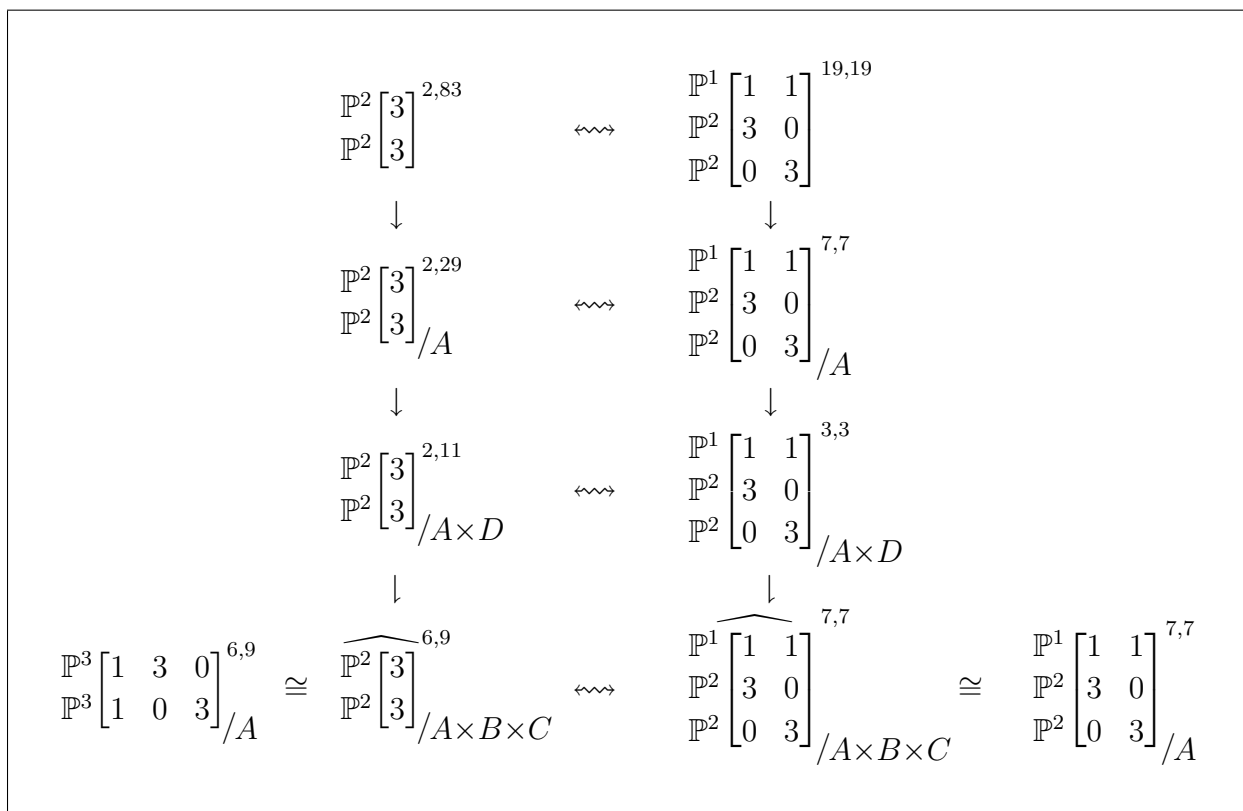 ℙ² [3]^{2,83} ↭ ℙ¹ [1 1]^{19,19}
ℙ² [3] ℙ² [3 0]
ℙ² [0 3]
↓ ↓
ℙ² [3]^{2,29} ↭ ℙ¹ [1 1]^{7,7}
ℙ² [3]_{/A} ℙ² [3 0]
ℙ² [0 3]_{/A}
↓ ↓
ℙ² [3]^{2,11} ↭ ℙ¹ [1 1]^{3,3}
ℙ² [3]_{/A×D} ℙ² [3 0]
ℙ² [0 3]_{/A×D}
⇂ ⇂
ℙ³ [1 3 0]^{6,9} ≅ ℙ² [3]^{6,9} ↭ ℙ¹ [1 1]^{7,7} ≅ ℙ¹ [1 1]^{7,7}
ℙ³ [1 0 3]_{/A} ℙ² [3]_{/A×B×C} ℙ² [3 0] ℙ² [3 0]
ℙ² [0 3]_{/A×B×C} ℙ² [0 3]_{/A}